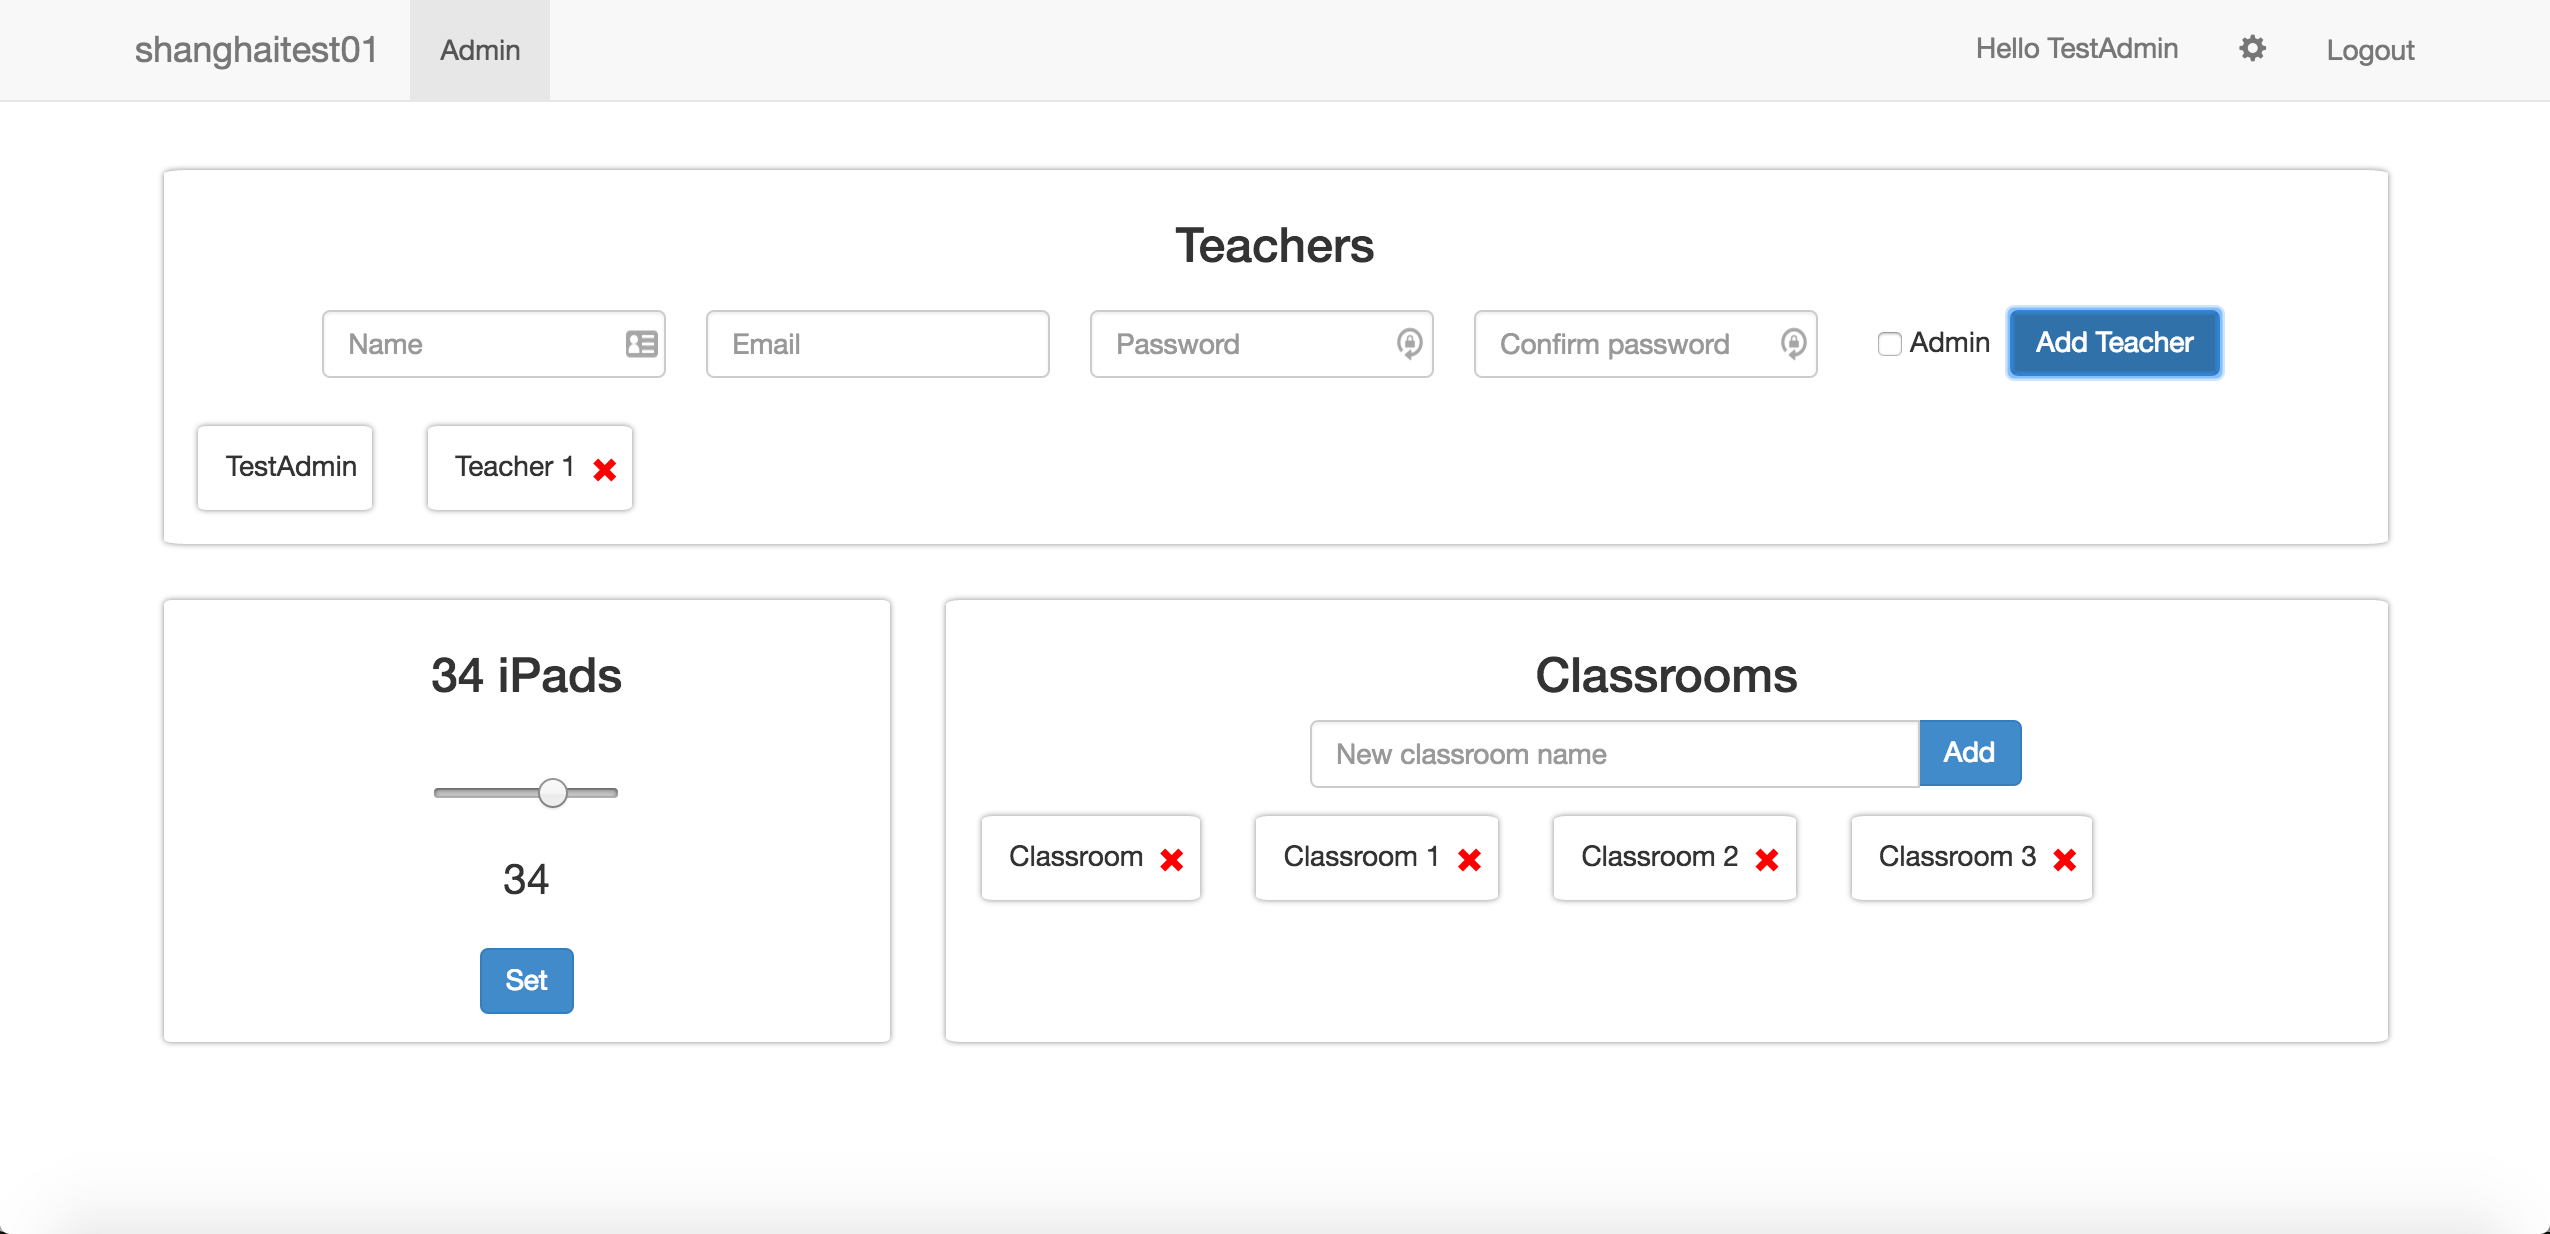 shanghaitest01 Admin Hello TestAdmin Logout
Teachers
Name Email Password Confirm password Admin Add Teacher
TestAdmin Teacher 1
34 iPads
34
Set
Classrooms
New classroom name Add
Classroom Classroom 1 Classroom 2 Classroom 3